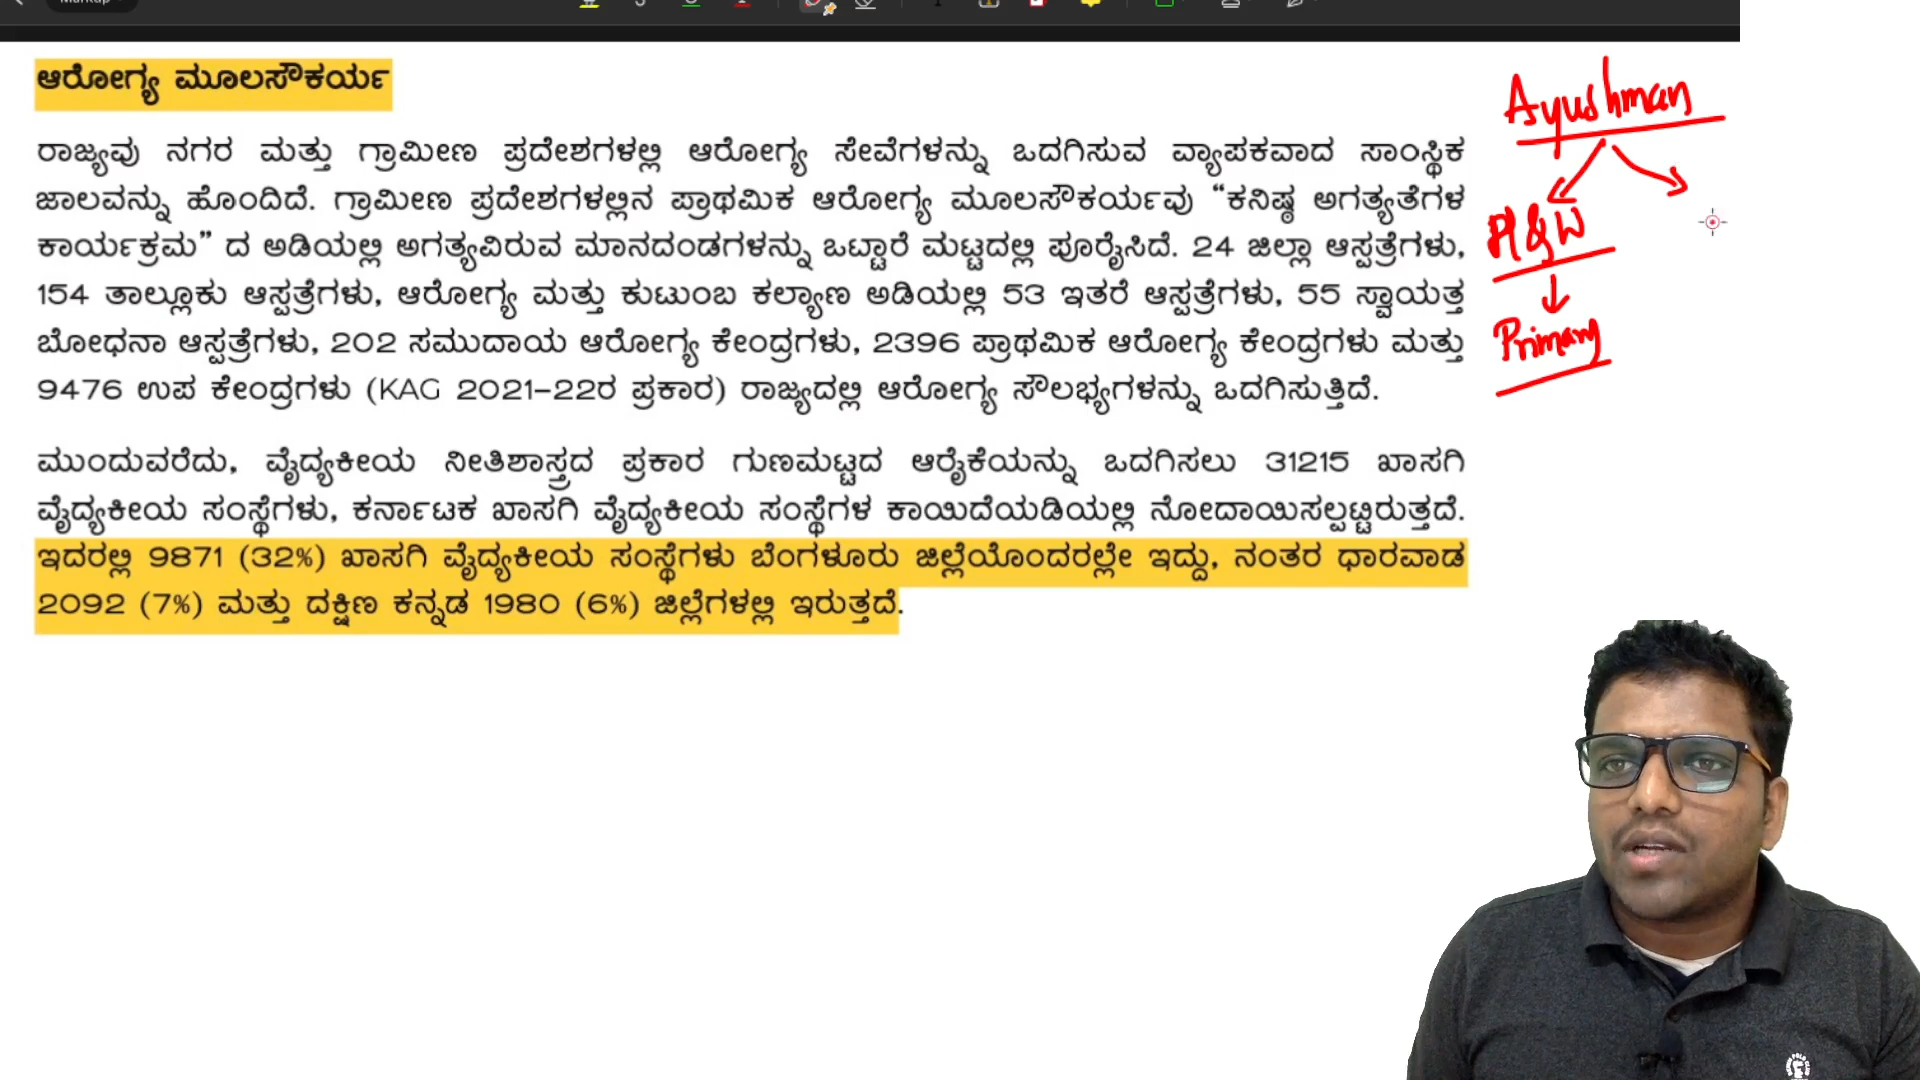 ಆರೋಗ್ಯ ಮೂಲಸೌಕರ್ಯ
ರಾಜ್ಯವು ನಗರ ಮತ್ತು ಗ್ರಾಮೀಣ ಪ್ರದೇಶಗಳಲ್ಲಿ ಆರೋಗ್ಯ ಸೇವೆಗಳನ್ನು ಒದಗಿಸುವ ವ್ಯಾಪಕವಾದ ಸಾಂಸ್ಥಿಕ
ಜಾಲವನ್ನು ಹೊಂದಿದೆ. ಗ್ರಾಮೀಣ ಪ್ರದೇಶಗಳಲ್ಲಿನ ಪ್ರಾಥಮಿಕ ಆರೋಗ್ಯ ಮೂಲಸೌಕರ್ಯವು “ಕನಿಷ್ಠ ಅಗತ್ಯತೆಗಳ
ಕಾರ್ಯಕ್ರಮ” ದ ಅಡಿಯಲ್ಲಿ ಅಗತ್ಯವಿರುವ ಮಾನದಂಡಗಳನ್ನು ಒಟ್ಟಾರೆ ಮಟ್ಟದಲ್ಲಿ ಪೂರೈಸಿದೆ. 24 ಜಿಲ್ಲಾ ಆಸ್ಪತ್ರೆಗಳು,
154 ತಾಲ್ಲೂಕು ಆಸ್ಪತ್ರೆಗಳು, ಆರೋಗ್ಯ ಮತ್ತು ಕುಟುಂಬ ಕಲ್ಯಾಣ ಅಡಿಯಲ್ಲಿ 53 ಇತರೆ ಆಸ್ಪತ್ರೆಗಳು, 55 ಸ್ವಾಯತ್ತ
ಬೋಧನಾ ಆಸ್ಪತ್ರೆಗಳು, 202 ಸಮುದಾಯ ಆರೋಗ್ಯ ಕೇಂದ್ರಗಳು, 2396 ಪ್ರಾಥಮಿಕ ಆರೋಗ್ಯ ಕೇಂದ್ರಗಳು ಮತ್ತು
9476 ಉಪ ಕೇಂದ್ರಗಳು (KAG 2021–22ರ ಪ್ರಕಾರ) ರಾಜ್ಯದಲ್ಲಿ ಆರೋಗ್ಯ ಸೌಲಭ್ಯಗಳನ್ನು ಒದಗಿಸುತ್ತಿದೆ.
ಮುಂದುವರೆದು, ವೈದ್ಯಕೀಯ ನೀತಿಶಾಸ್ತ್ರದ ಪ್ರಕಾರ ಗುಣಮಟ್ಟದ ಆರೈಕೆಯನ್ನು ಒದಗಿಸಲು 31215 ಖಾಸಗಿ
ವೈದ್ಯಕೀಯ ಸಂಸ್ಥೆಗಳು, ಕರ್ನಾಟಕ ಖಾಸಗಿ ವೈದ್ಯಕೀಯ ಸಂಸ್ಥೆಗಳ ಕಾಯಿದೆಯಡಿಯಲ್ಲಿ ನೋದಾಯಿಸಲ್ಪಟ್ಟಿರುತ್ತದೆ.
ಇದರಲ್ಲಿ 9871 (32%) ಖಾಸಗಿ ವೈದ್ಯಕೀಯ ಸಂಸ್ಥೆಗಳು ಬೆಂಗಳೂರು ಜಿಲ್ಲೆಯೊಂದರಲ್ಲೇ ಇದ್ದು, ನಂತರ ಧಾರವಾಡ
2092 (7%) ಮತ್ತು ದಕ್ಷಿಣ ಕನ್ನಡ 1980 (6%) ಜಿಲ್ಲೆಗಳಲ್ಲಿ ಇರುತ್ತದೆ.
Ayushman
H&W
Primary